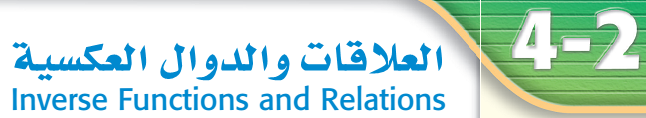 4-2
العلاقات والدوال العكسية
Inverse Functions and Relations